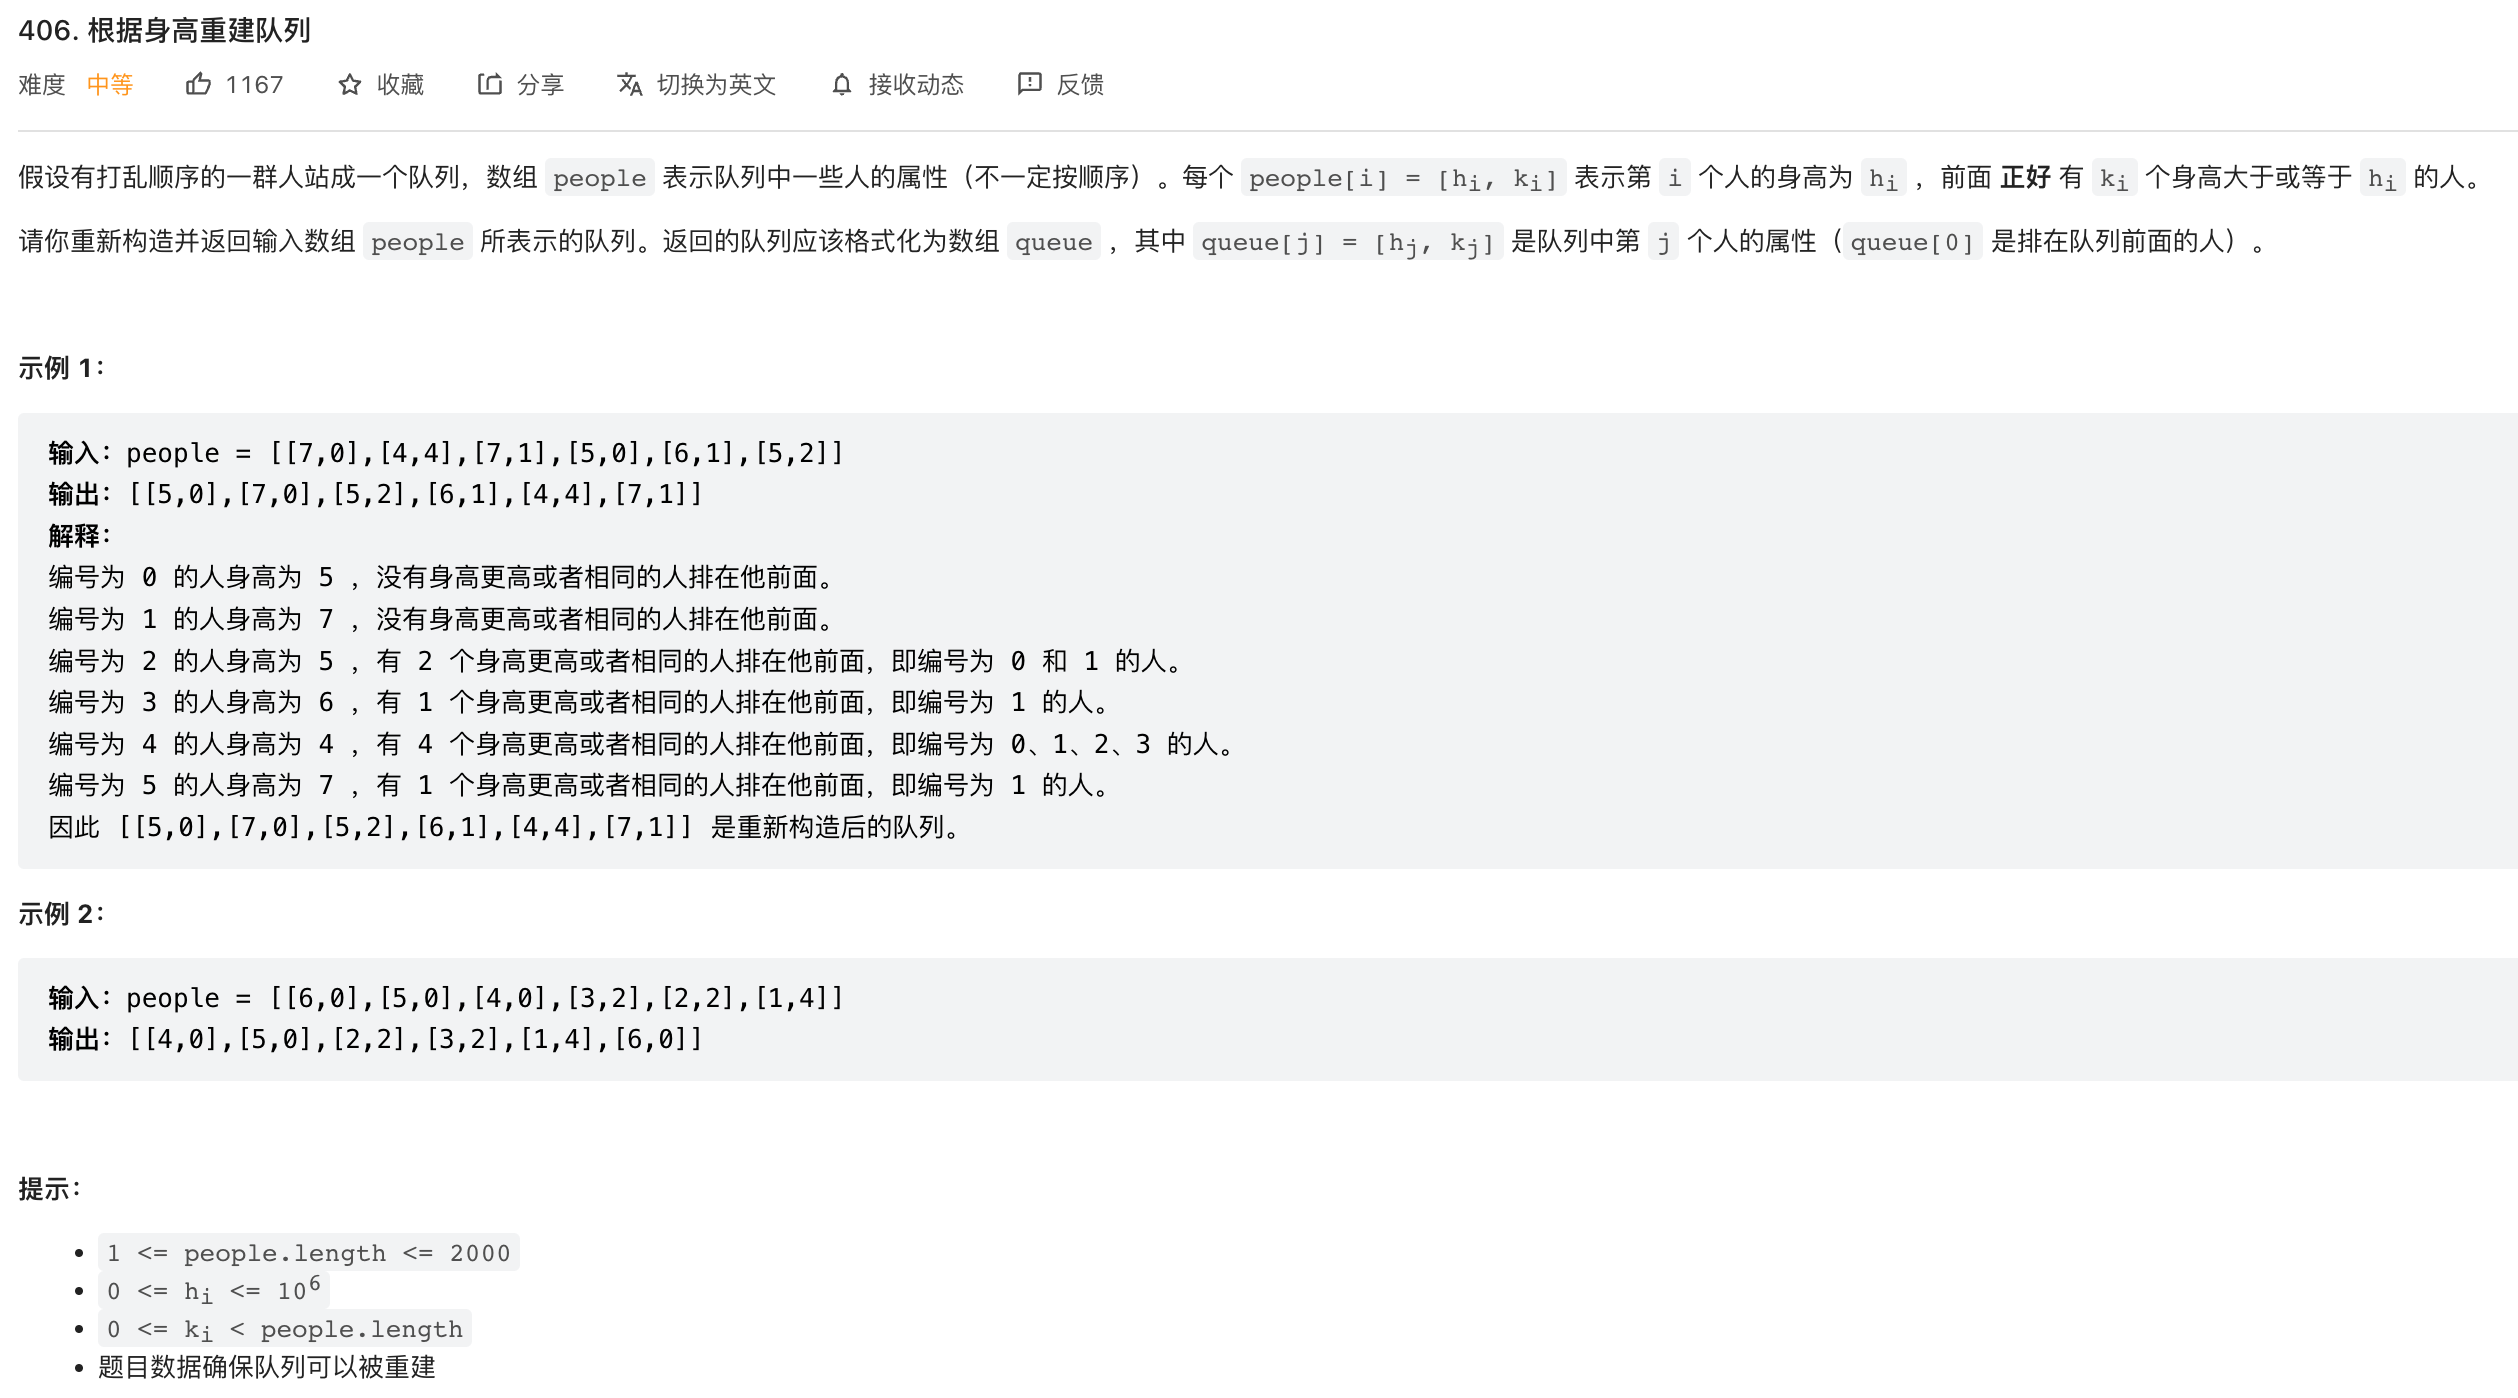 406. 根据身高重建队列
难度 中等 1167 收藏 分享 切换为英文 接收动态 反馈
假设有打乱顺序的一群人站成一个队列，数组 people 表示队列中一些人的属性（不一定按顺序）。每个 people[i] = [hi, ki] 表示第 i 个人的身高为 hi ，前面 正好 有 ki 个身高大于或等于 hi 的人。
请你重新构造并返回输入数组 people 所表示的队列。返回的队列应该格式化为数组 queue ，其中 queue[j] = [hj, kj] 是队列中第 j 个人的属性（queue[0] 是排在队列前面的人）。
示例 1：
输入：people = [[7,0],[4,4],[7,1],[5,0],[6,1],[5,2]]
输出：[[5,0],[7,0],[5,2],[6,1],[4,4],[7,1]]
解释：
编号为 0 的人身高为 5 ，没有身高更高或者相同的人排在他前面。
编号为 1 的人身高为 7 ，没有身高更高或者相同的人排在他前面。
编号为 2 的人身高为 5 ，有 2 个身高更高或者相同的人排在他前面，即编号为 0 和 1 的人。
编号为 3 的人身高为 6 ，有 1 个身高更高或者相同的人排在他前面，即编号为 1 的人。
编号为 4 的人身高为 4 ，有 4 个身高更高或者相同的人排在他前面，即编号为 0、1、2、3 的人。
编号为 5 的人身高为 7 ，有 1 个身高更高或者相同的人排在他前面，即编号为 1 的人。
因此 [[5,0],[7,0],[5,2],[6,1],[4,4],[7,1]] 是重新构造后的队列。
示例 2：
输入：people = [[6,0],[5,0],[4,0],[3,2],[2,2],[1,4]]
输出：[[4,0],[5,0],[2,2],[3,2],[1,4],[6,0]]
提示：
• 1 <= people.length <= 2000
• 0 <= hi <= 10^6
• 0 <= ki < people.length
• 题目数据确保队列可以被重建